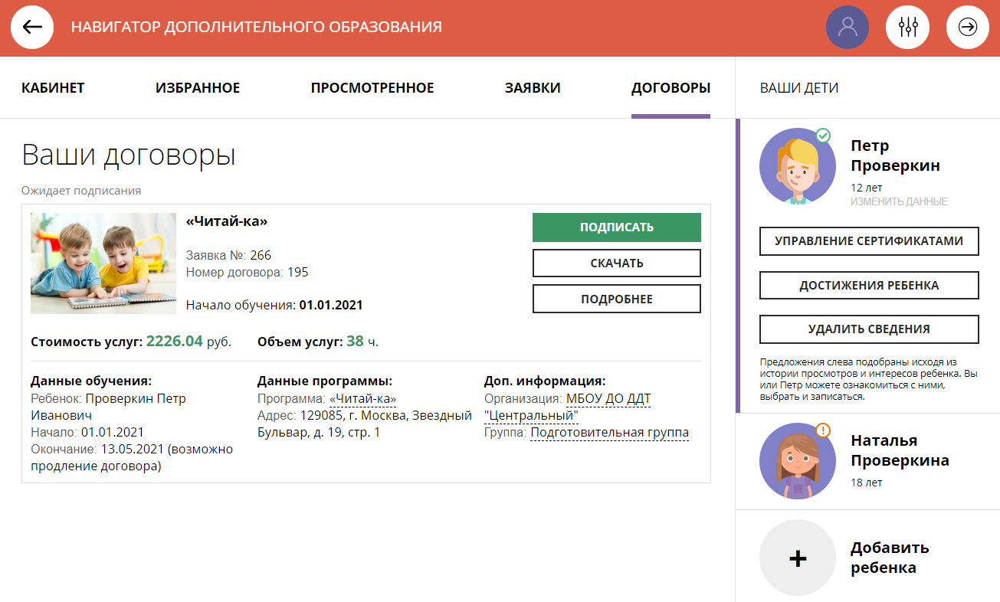 НАВИГАТОР ДОПОЛНИТЕЛЬНОГО ОБРАЗОВАНИЯ
КАБИНЕТ
ИЗБРАННОЕ
ПРОСМОТРЕННОЕ
ЗАЯВКИ
ДОГОВОРЫ
Ваши договоры
Ожидает подписания
«Читай-ка»
Заявка №: 266
Номер договора: 195
Начало обучения: 01.01.2021
ПОДПИСАТЬ
СКАЧАТЬ
ПОДРОБНЕЕ
Стоимость услуг: 2226.04 руб.
Объем услуг: 38 ч.
Данные обучения:
Ребенок: Проверкин Петр
Иванович
Начало: 01.01.2021
Окончание: 13.05.2021 (возможно
продление договора)
Данные программы:
Программа: «Читай-ка»
Адрес: 129085, г. Москва, Звездный
Бульвар, д. 19, стр. 1
Доп. информация:
Организация: МБОУ ДО ДДТ
"Центральный"
Группа: Подготовительная группа
ВАШИ ДЕТИ
Петр
Проверкин
12 лет
ИЗМЕНИТЬ ДАННЫЕ
УПРАВЛЕНИЕ СЕРТИФИКАТАМИ
ДОСТИЖЕНИЯ РЕБЕНКА
УДАЛИТЬ СВЕДЕНИЯ
Предложения слева подобраны исходя из
истории просмотров и интересов ребенка. Вы
или Петр можете ознакомиться с ними,
выбрать и записаться.
Наталья
Проверкина
18 лет
+
Добавить
ребенка